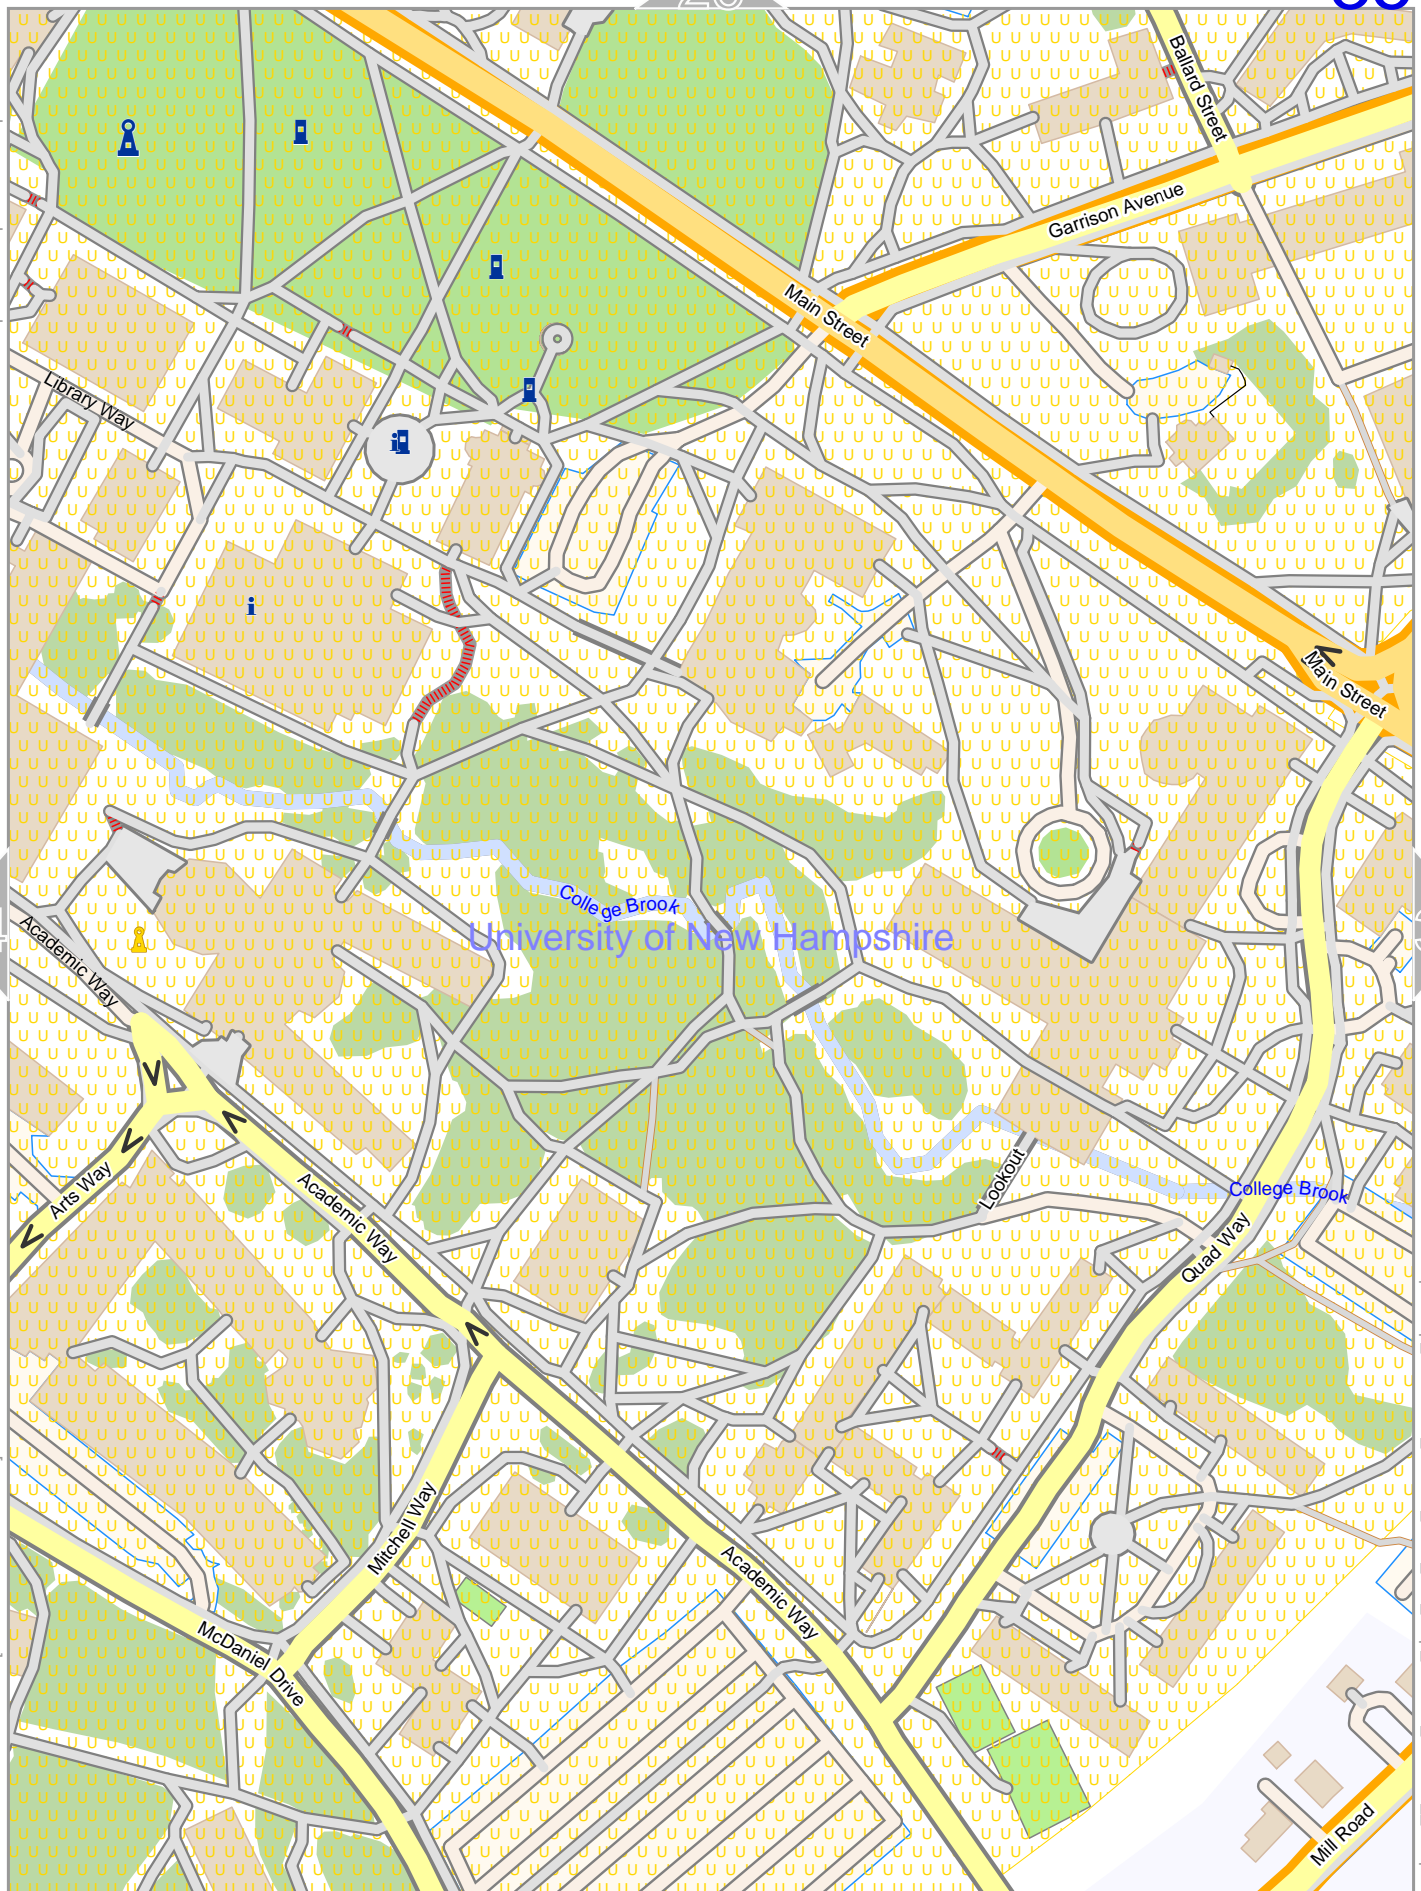 Ballard Street
Garrison Avenue
Main Street
Library Way
Main Street
College Brook
University of New Hampshire
Academic Way
Lookout
Arts Way
College Brook
Academic Way
Quad Way
Mitchell Way
Academic Way
McDaniel Drive
Mill Road